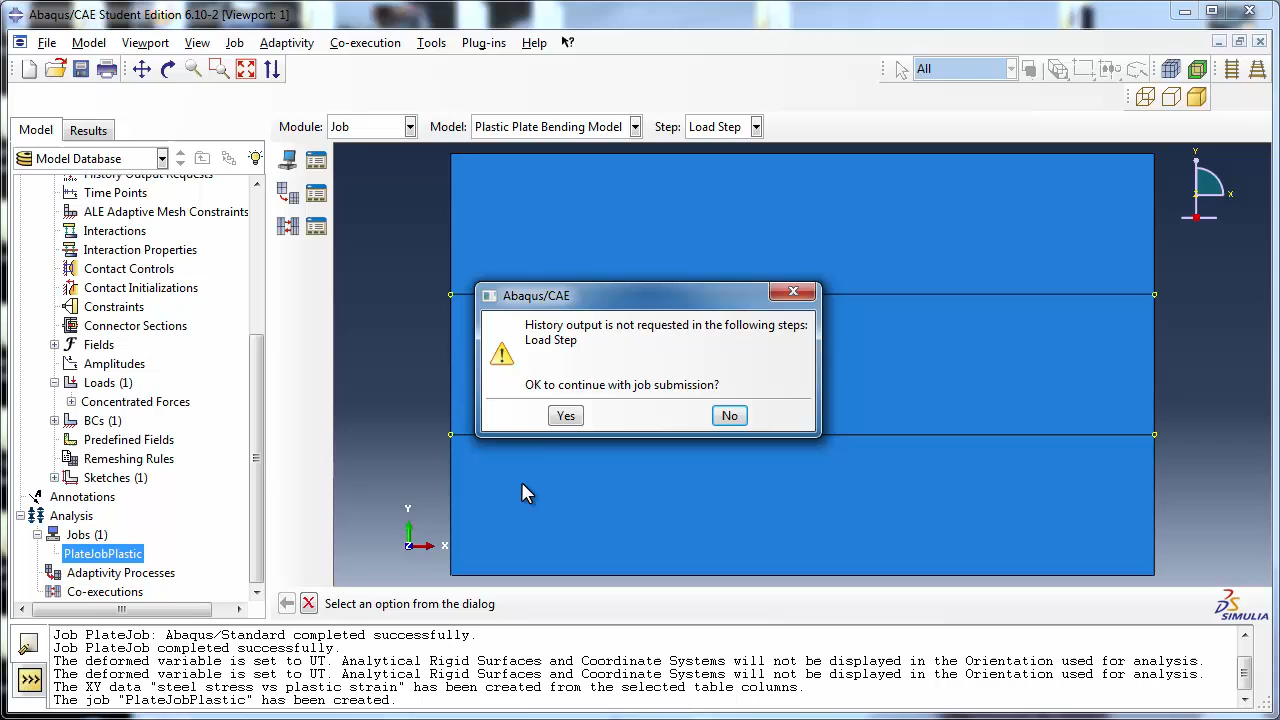 Abaqus/CAE Student Edition 6.10-2 [Viewport: 1]
File Model Viewport View Job Adaptivity Co-execution Tools Plug-ins Help
All
Model Results
Module: Job Model: Plastic Plate Bending Model Step: Load Step
Model Database
History Output Requests
Time Points
ALE Adaptive Mesh Constraints
Interactions
Interaction Properties
Contact Controls
Contact Initializations
Constraints
Connector Sections
Fields
Amplitudes
Loads (1)
Concentrated Forces
BCs (1)
Predefined Fields
Remeshing Rules
Sketches (1)
Annotations
Analysis
Jobs (1)
PlateJobPlastic
Adaptivity Processes
Co-executions
Y
X
Abaqus/CAE
History output is not requested in the following steps:
Load Step
OK to continue with job submission?
Yes No
Y
X
Z
Select an option from the dialog
SIMULIA
Job PlateJob: Abaqus/Standard completed successfully.
Job PlateJob completed successfully.
The deformed variable is set to UT. Analytical Rigid Surfaces and Coordinate Systems will not be displayed in the Orientation used for analysis.
The deformed variable is set to UT. Analytical Rigid Surfaces and Coordinate Systems will not be displayed in the Orientation used for analysis.
The XY data "steel stress vs plastic strain" has been created from the selected table columns.
The job "PlateJobPlastic" has been created.
>>>